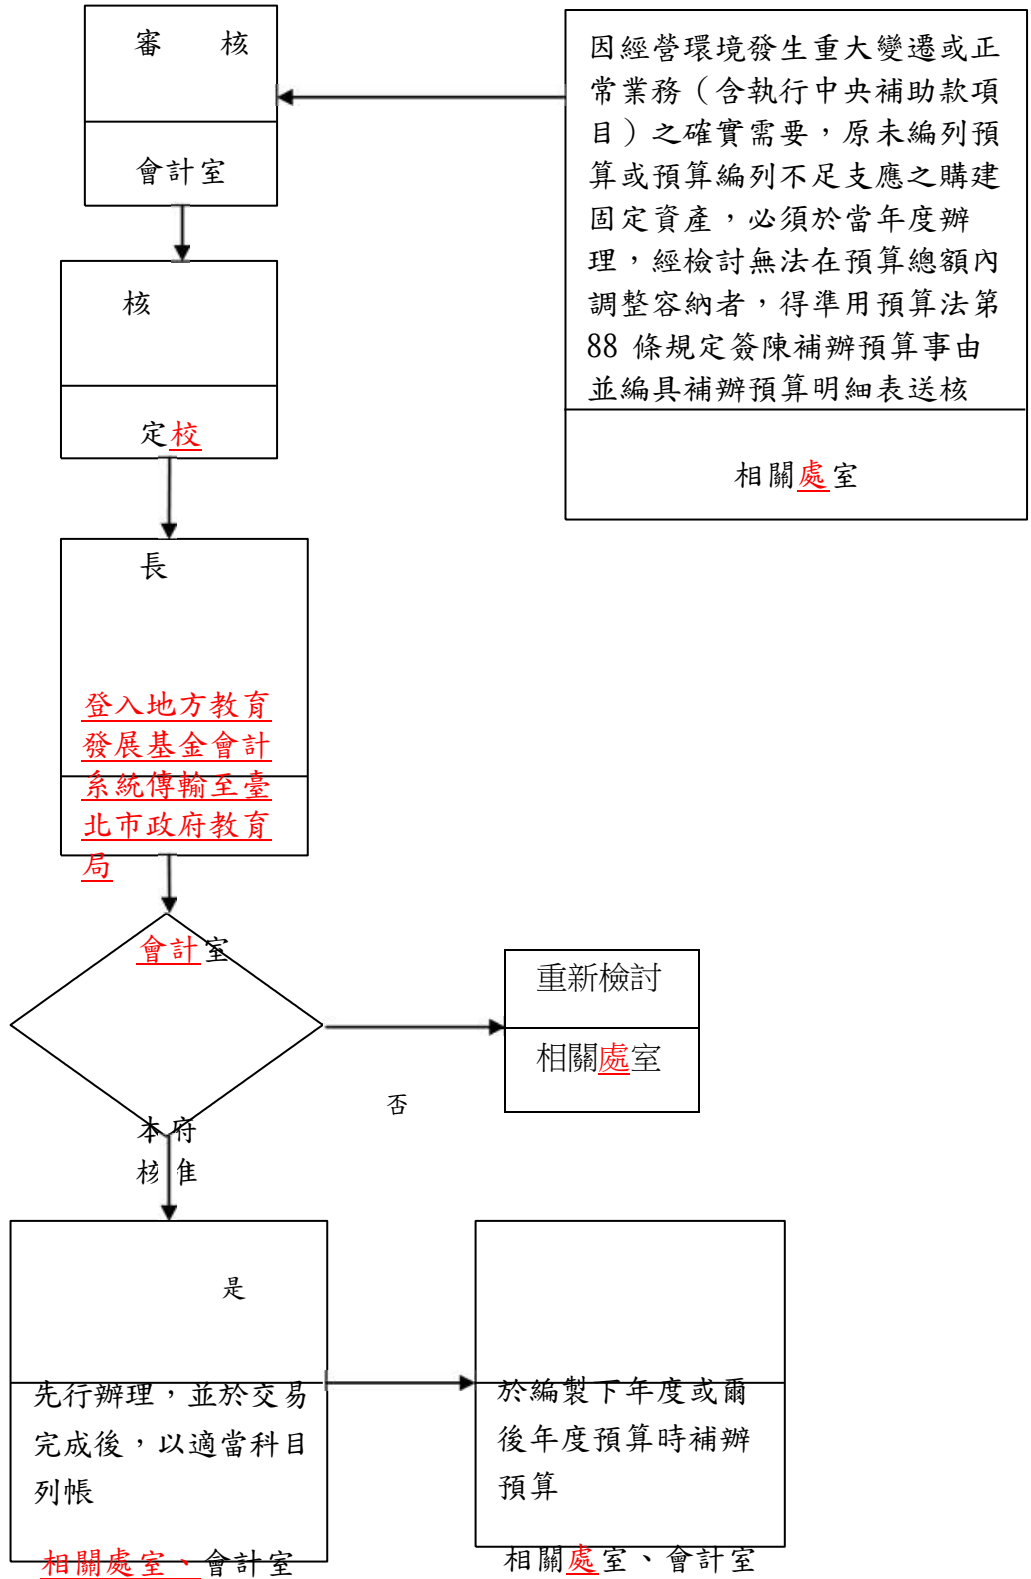 審 核
會計室
因經營環境發生重大變遷或正
常業務（含執行中央補助款項
目）之確實需要，原未編列預
算或預算編列不足支應之購建
固定資產，必須於當年度辦
理，經檢討無法在預算總額內
調整容納者，得準用預算法第
88 條規定簽陳補辦預算事由
並編具補辦預算明細表送核
相關處室
核
定校
長
登入地方教育
發展基金會計
系統傳輸至臺
北市政府教育
局
會計室
重新檢討
相關處室
否
本府
核准
是
先行辦理，並於交易
完成後，以適當科目
列帳
相關處室、會計室
於編製下年度或爾
後年度預算時補辦
預算
相關處室、會計室